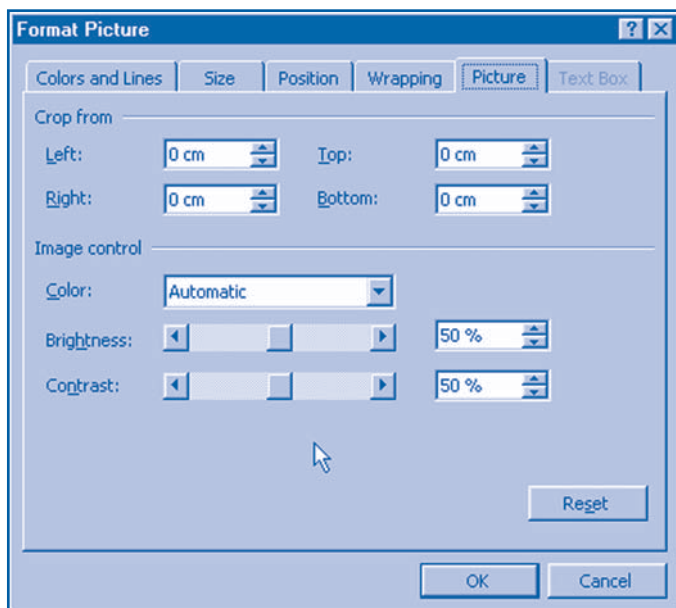 Format Picture
Colors and Lines Size Position Wrapping Picture Text Box
Crop from
Left: 0 cm Top: 0 cm
Right: 0 cm Bottom: 0 cm
Image control
Color: Automatic
Brightness: 50 %
Contrast: 50 %
Reset
OK Cancel